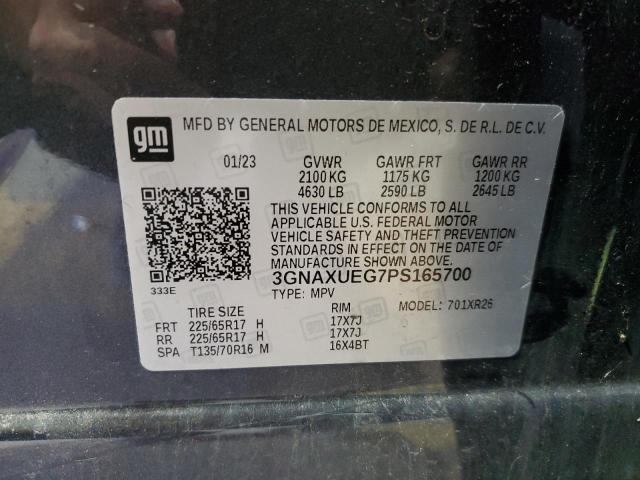 gm
MFD BY GENERAL MOTORS DE MEXICO, S. DE R.L. DE C.V.
01/23 GVWR GAWR FRT GAWR RR
2100 KG 1175 KG 1200 KG
4630 LB 2590 LB 2645 LB
THIS VEHICLE CONFORMS TO ALL
APPLICABLE U.S. FEDERAL MOTOR
VEHICLE SAFETY AND THEFT PREVENTION
STANDARDS IN EFFECT ON THE DATE OF
MANUFACTURE SHOWN ABOVE.
3GNAXUEG7PS165700
333E
TYPE: MPV MODEL: 701XR26
TIRE SIZE RIM
FRT 225/65R17 H 17X7J
RR 225/65R17 H 17X7J
SPA T135/70R16 M 16X4BT